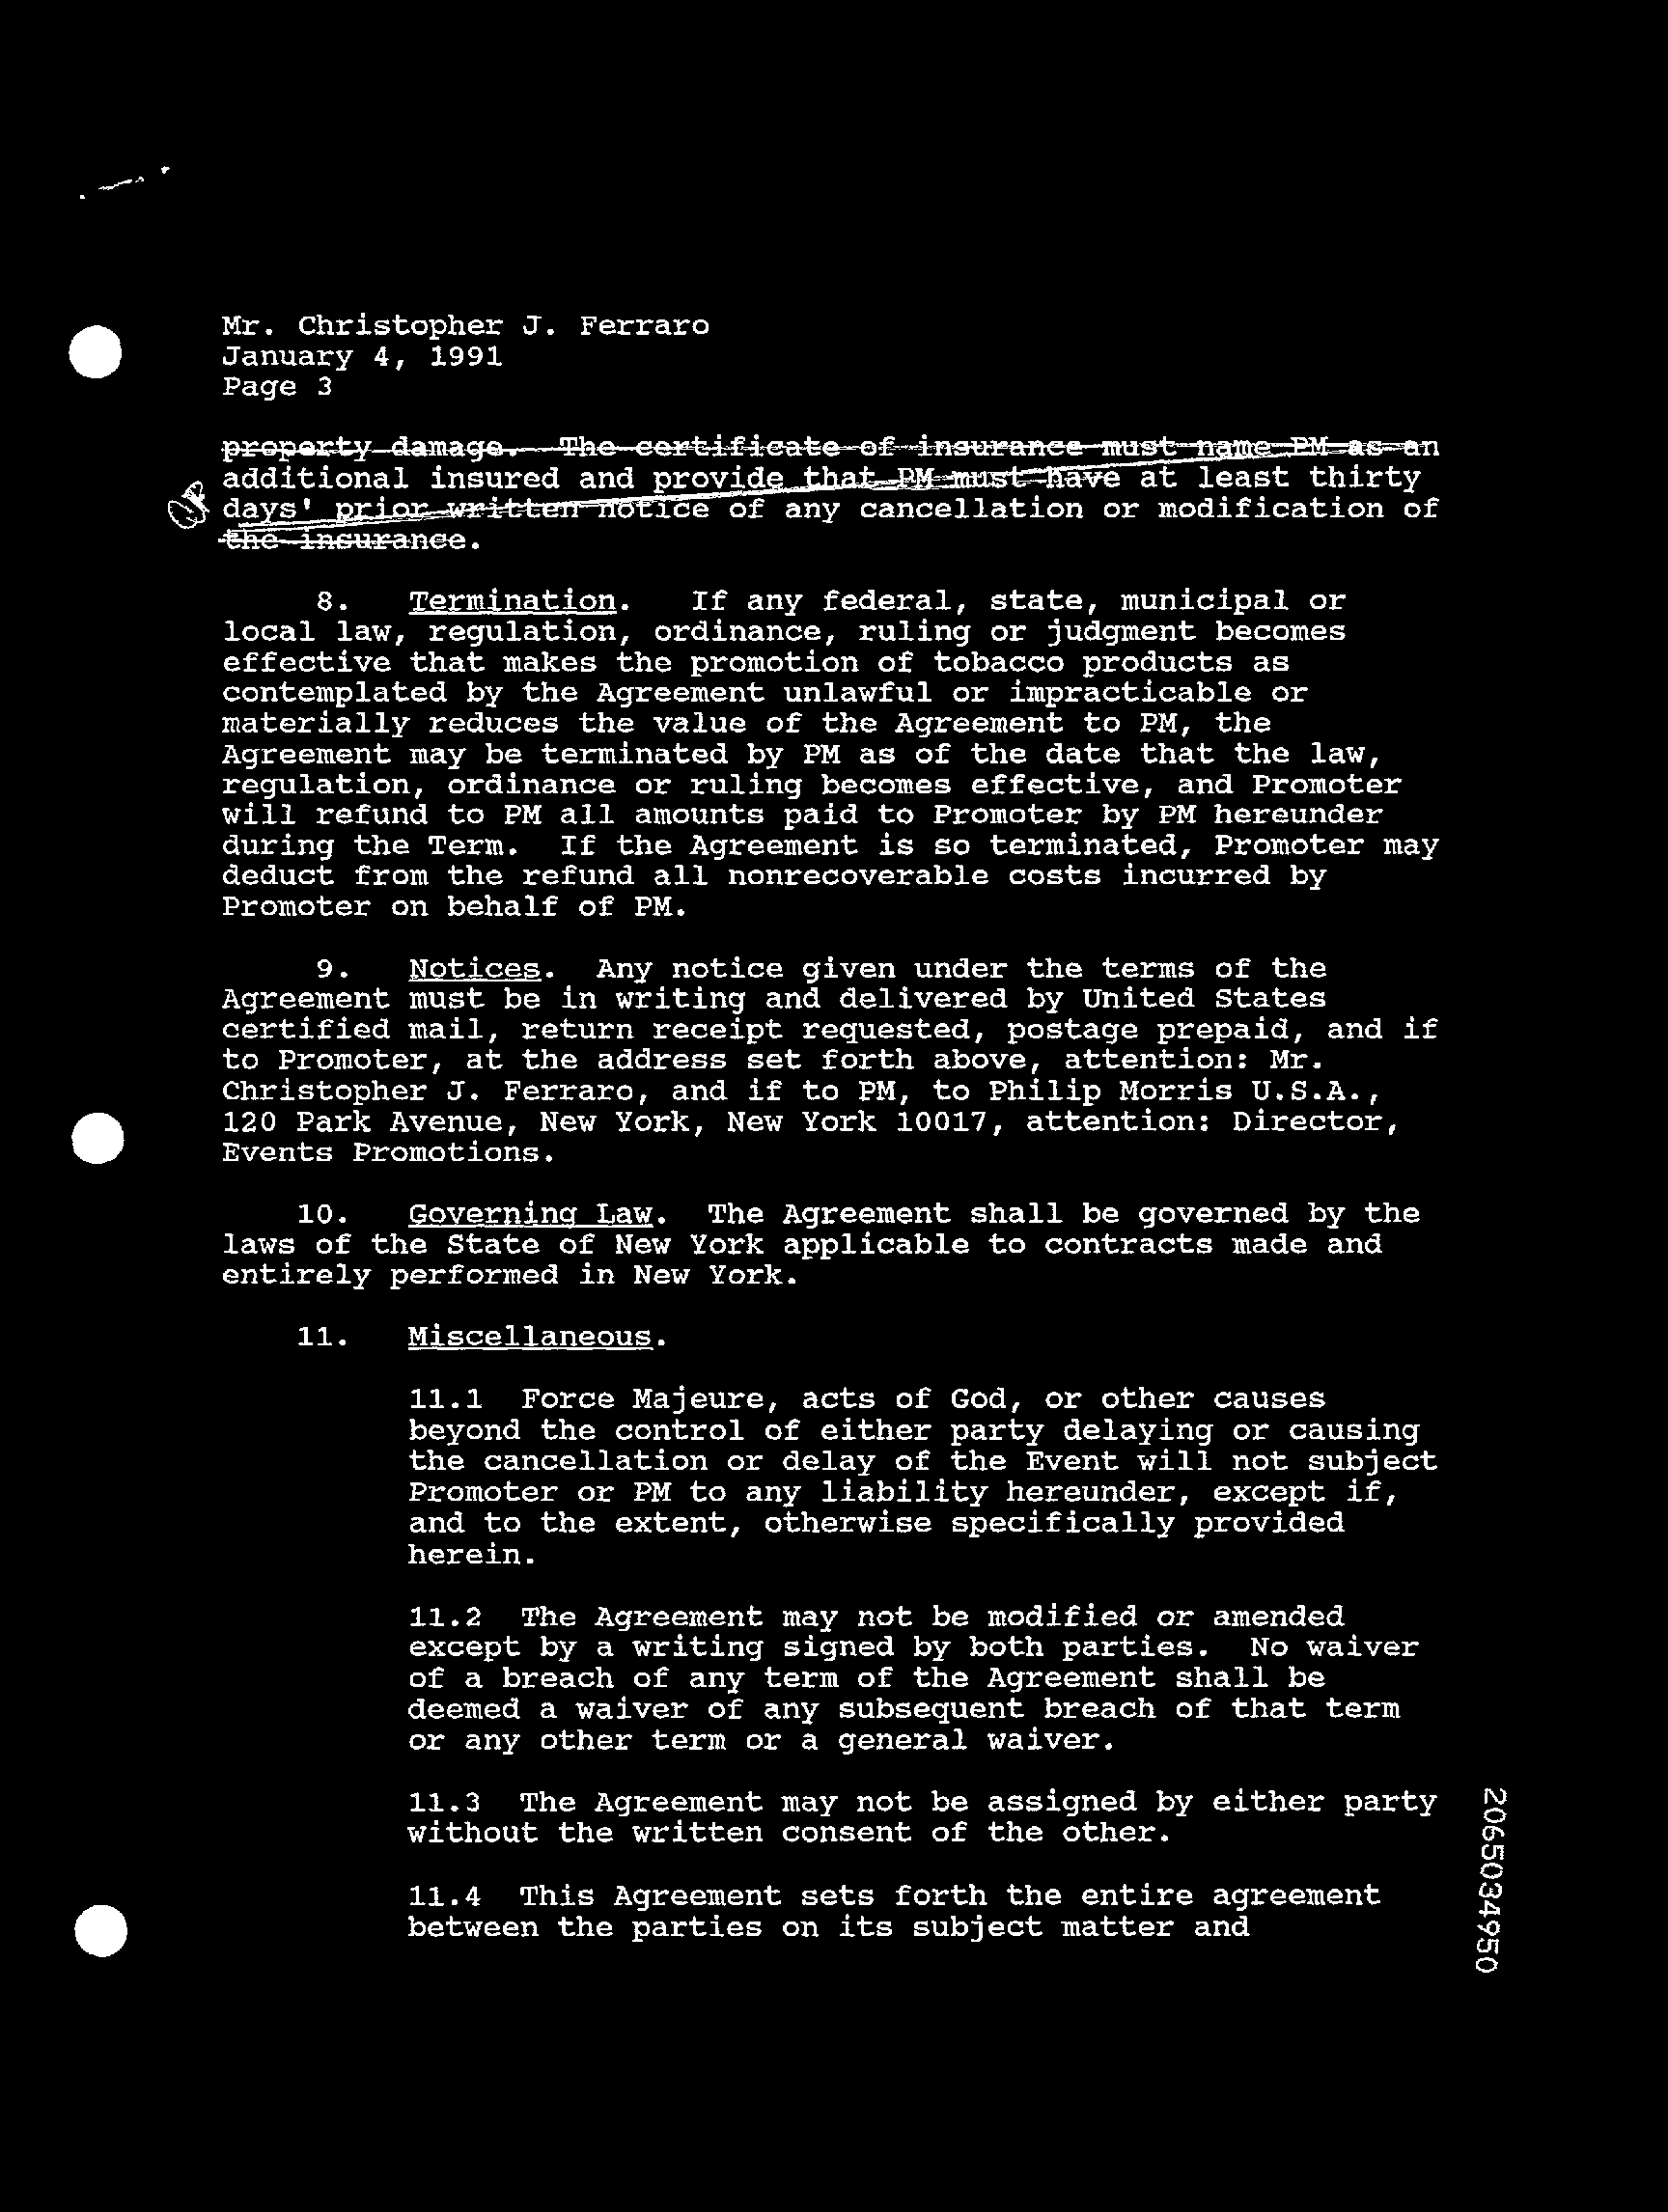 Mr. Christopher J. Ferraro
January 4, 1991
Page 3
property damage. The certificate of insurance must name PM as an
additional insured and provide that PM must have at least thirty
days' prior written notice of any cancellation or modification of
the insurance.
8. Termination. If any federal, state, municipal or
local law, regulation, ordinance, ruling or judgment becomes
effective that makes the promotion of tobacco products as
contemplated by the Agreement unlawful or impracticable or
materially reduces the value of the Agreement to PM, the
Agreement may be terminated by PM as of the date that the law,
regulation, ordinance or ruling becomes effective, and Promoter
will refund to PM all amounts paid to Promoter by PM hereunder
during the Term. If the Agreement is so terminated, Promoter may
deduct from the refund all nonrecoverable costs incurred by
Promoter on behalf of PM.
9. Notices. Any notice given under the terms of the
Agreement must be in writing and delivered by United States
certified mail, return receipt requested, postage prepaid, and if
to Promoter, at the address set forth above, attention: Mr.
Christopher J. Ferraro, and if to PM, to Philip Morris U.S.A.,
120 Park Avenue, New York, New York 10017, attention: Director,
Events Promotions.
10. Governing Law. The Agreement shall be governed by the
laws of the State of New York applicable to contracts made and
entirely performed in New York.
11. Miscellaneous.
11.1 Force Majeure, acts of God, or other causes
beyond the control of either party delaying or causing
the cancellation or delay of the Event will not subject
Promoter or PM to any liability hereunder, except if,
and to the extent, otherwise specifically provided
herein.
11.2 The Agreement may not be modified or amended
except by a writing signed by both parties. No waiver
of a breach of any term of the Agreement shall be
deemed a waiver of any subsequent breach of that term
or any other term or a general waiver.
11.3 The Agreement may not be assigned by either party
without the written consent of the other.
11.4 This Agreement sets forth the entire agreement
between the parties on its subject matter and
2065034950